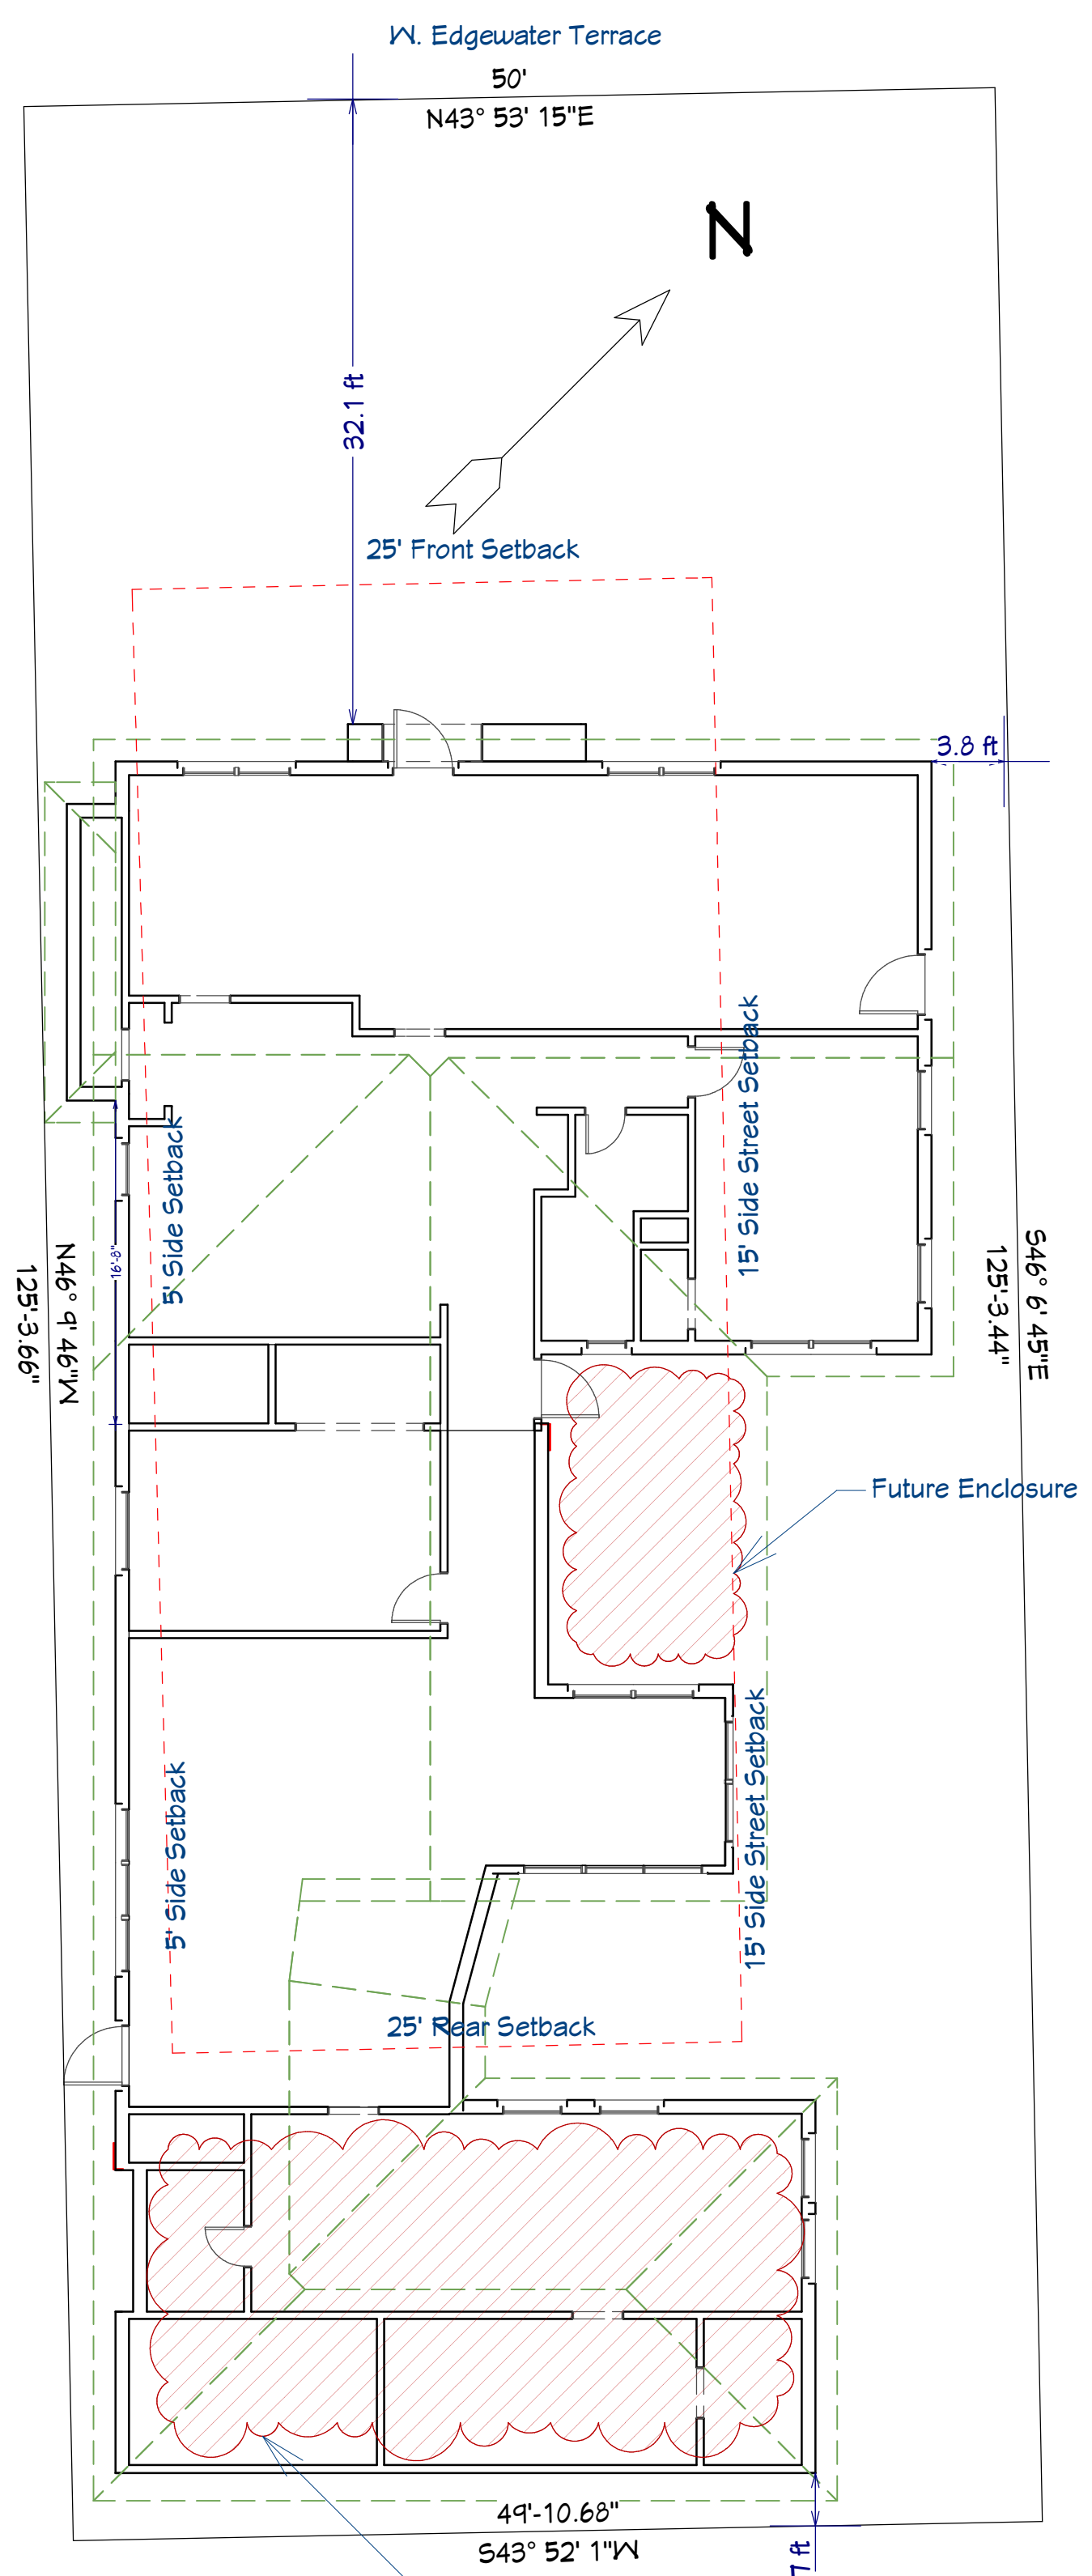 W. Edgewater Terrace
50'
N43° 53' 15"E
N
32.1 ft
25' Front Setback
3.8 ft
5' Side Setback
15' Side Street Setback
16'-8"
N46° 9' 46"W
125'-3.66"
S46° 6' 45"E
125'-3.44"
Future Enclosure
5' Side Setback
15' Side Street Setback
25' Rear Setback
49'-10.68"
S43° 52' 1"W
7 ft